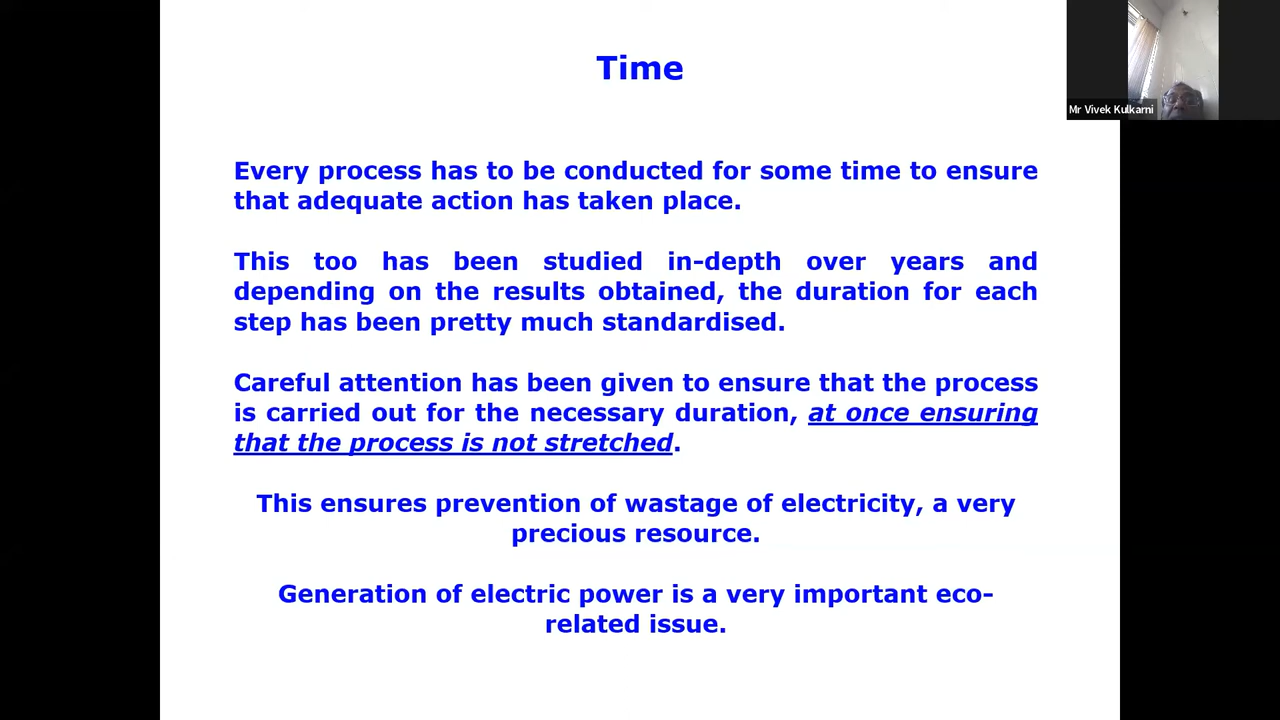 Time
Mr Vivek Kulkarni
Every process has to be conducted for some time to ensure
that adequate action has taken place.
This too has been studied in-depth over years and
depending on the results obtained, the duration for each
step has been pretty much standardised.
Careful attention has been given to ensure that the process
is carried out for the necessary duration, at once ensuring
that the process is not stretched.
This ensures prevention of wastage of electricity, a very
precious resource.
Generation of electric power is a very important eco-
related issue.